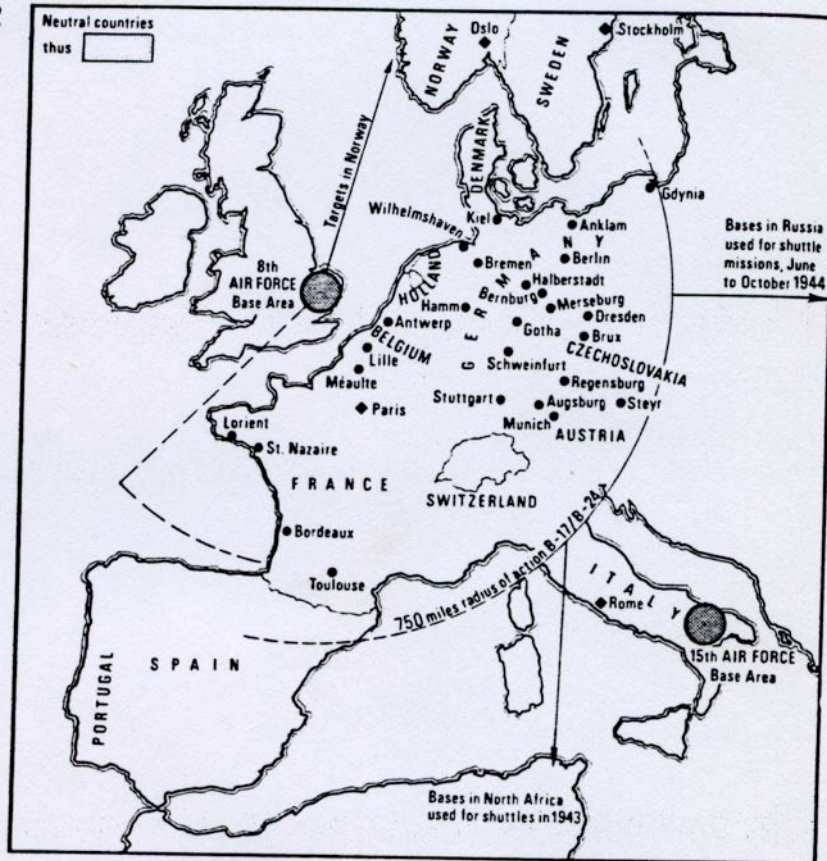 Neutral countries
thus
Oslo
Stockholm
NORWAY
SWEDEN
DENMARK
Targets in Norway
Gdynia
Kiel
Wilhelmshaven
Anklam
Berlin
Bremen
GERMANY
Bases in Russia
used for shuttle
missions, June
to October 1944
8th
AIR FORCE
Base Area
HOLLAND
Halberstadt
Bernburg
Merseburg
Hamm
Dresden
Antwerp
Gotha
Brux
BELGIUM
CZECHOSLOVAKIA
Lille
Schweinfurt
Méaulte
Regensburg
Paris
Stuttgart
Augsburg
Steyr
Munich
AUSTRIA
Lorient
St. Nazaire
FRANCE
SWITZERLAND
Bordeaux
Toulouse
750 miles radius of action B-17/B-24
ITALY
Rome
15th AIR FORCE
Base Area
SPAIN
PORTUGAL
Bases in North Africa
used for shuttles in 1943